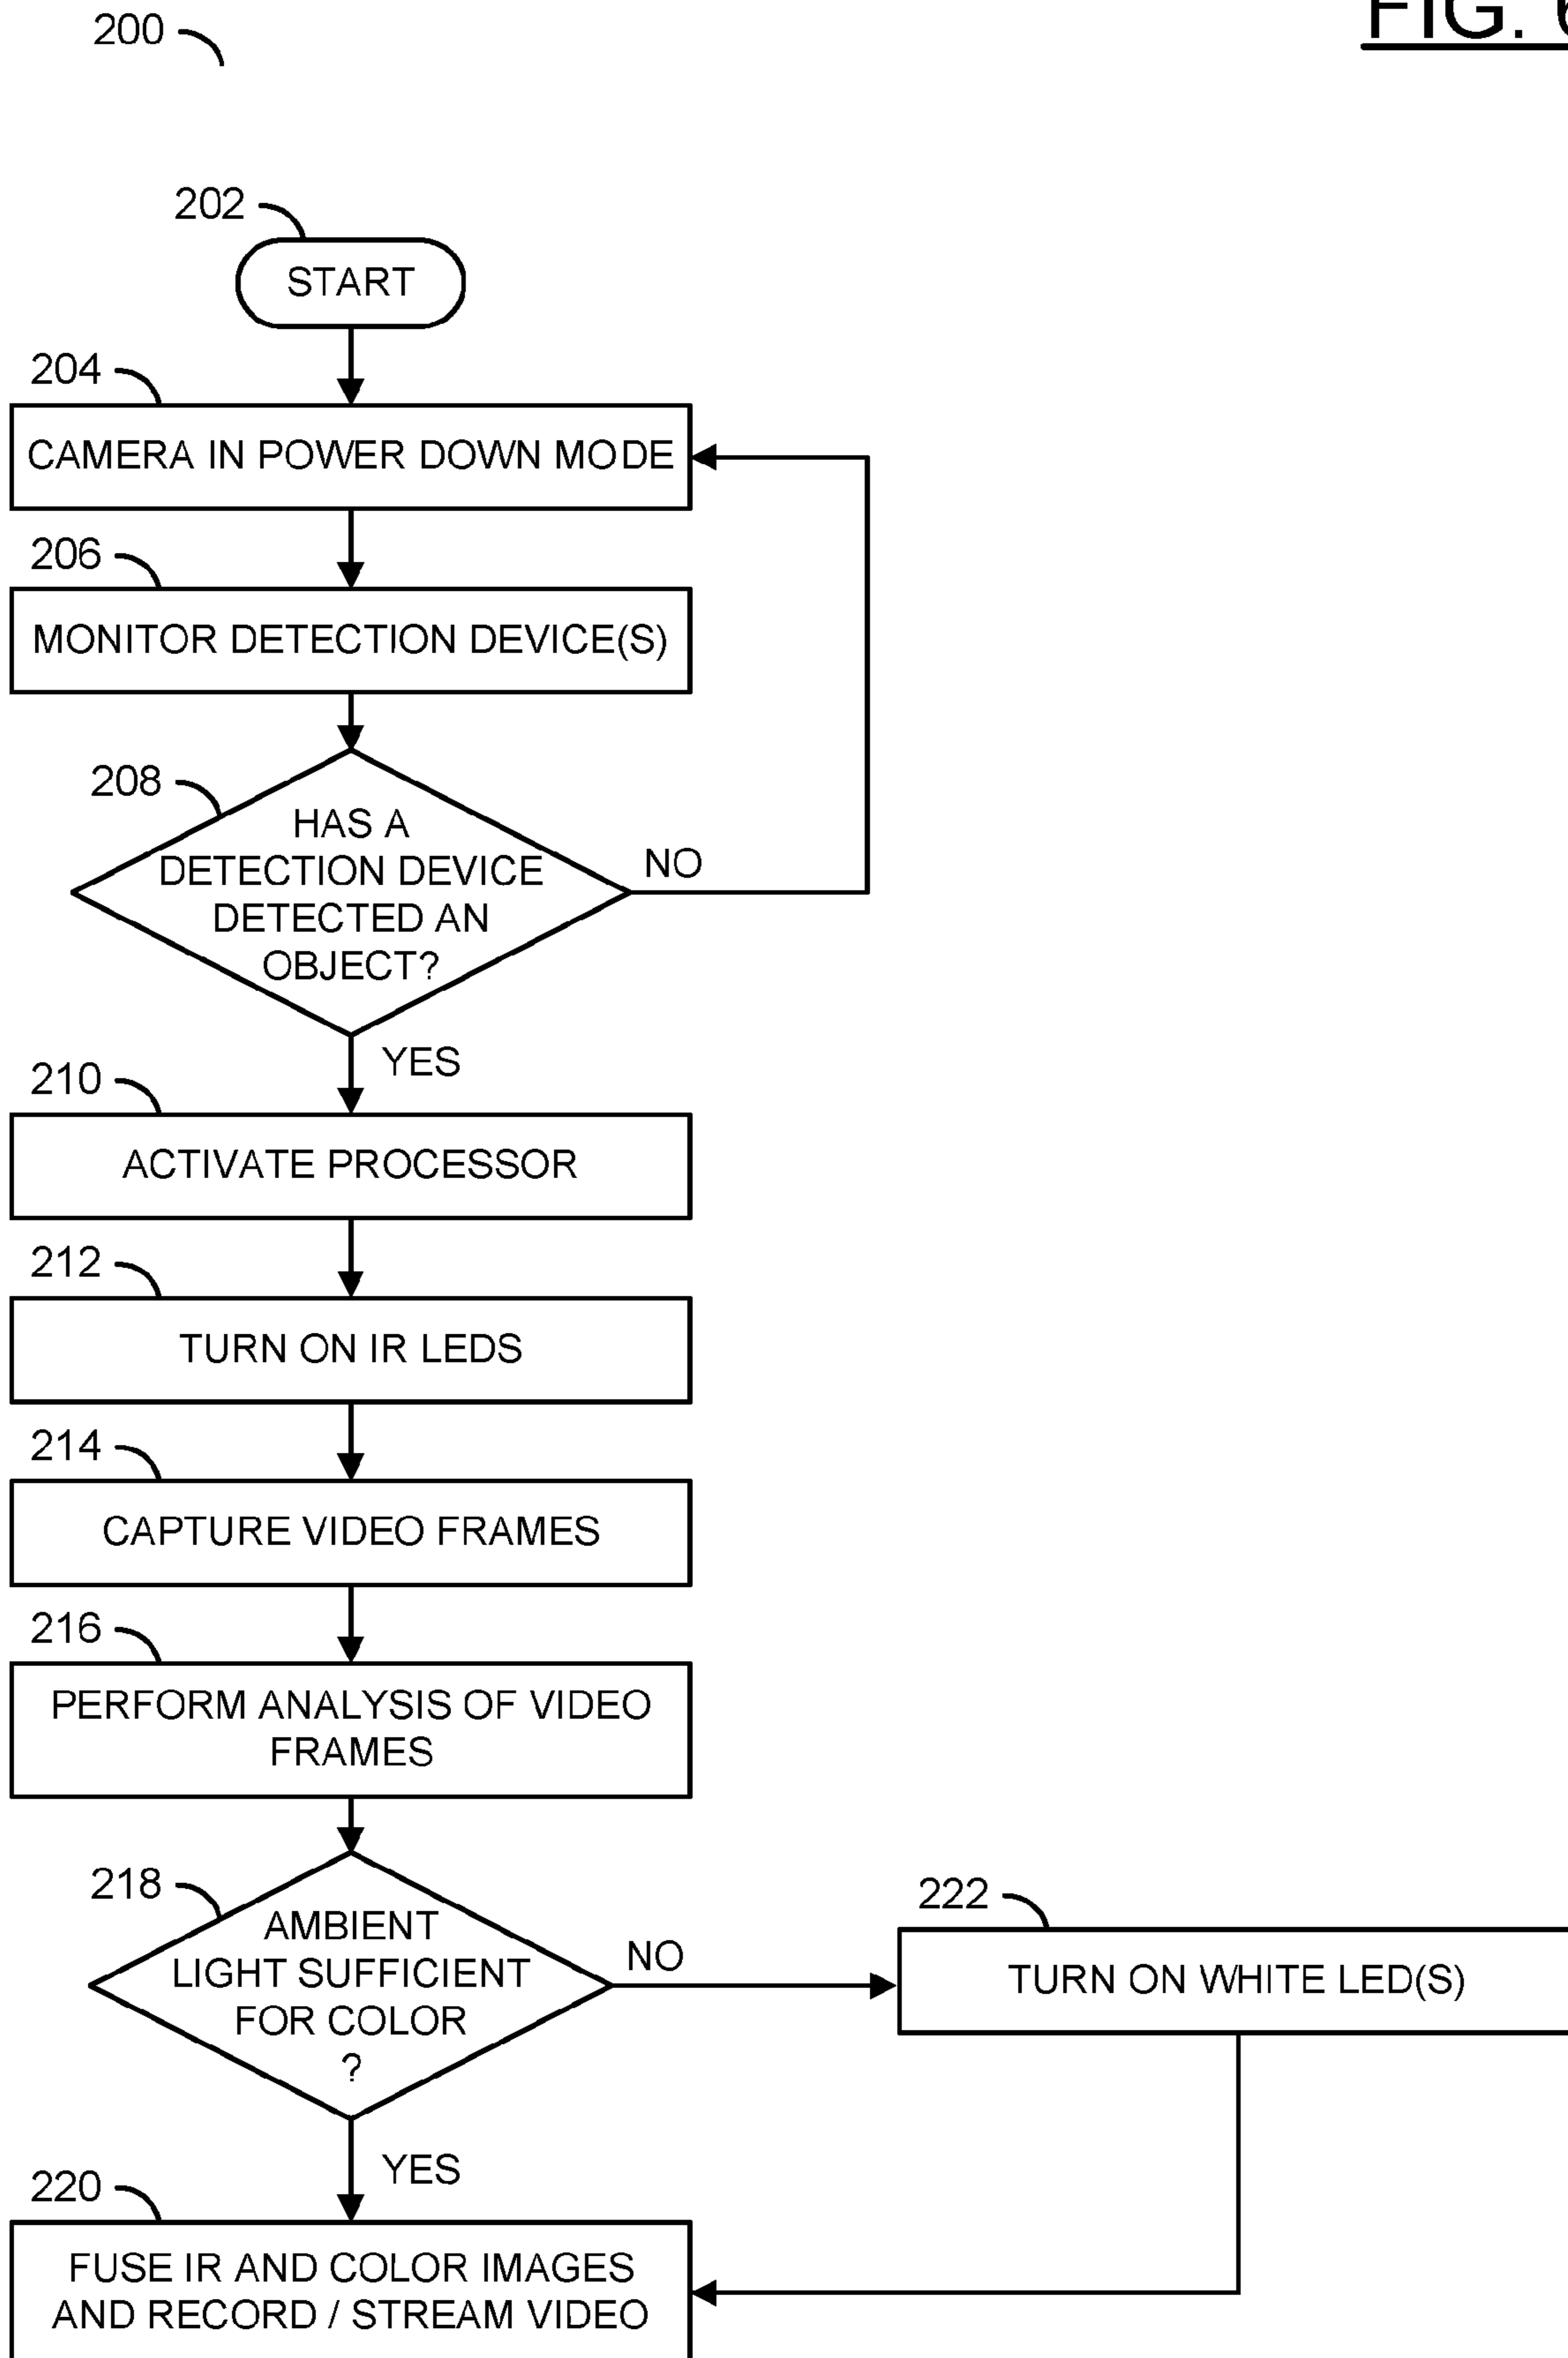 200
FIG. 6
202
START
204
CAMERA IN POWER DOWN MODE
206
MONITOR DETECTION DEVICE(S)
208
HAS A
DETECTION DEVICE
DETECTED AN
OBJECT?
NO
YES
210
ACTIVATE PROCESSOR
212
TURN ON IR LEDS
214
CAPTURE VIDEO FRAMES
216
PERFORM ANALYSIS OF VIDEO
FRAMES
218
AMBIENT
LIGHT SUFFICIENT
FOR COLOR
?
NO
222
TURN ON WHITE LED(S)
YES
220
FUSE IR AND COLOR IMAGES
AND RECORD / STREAM VIDEO